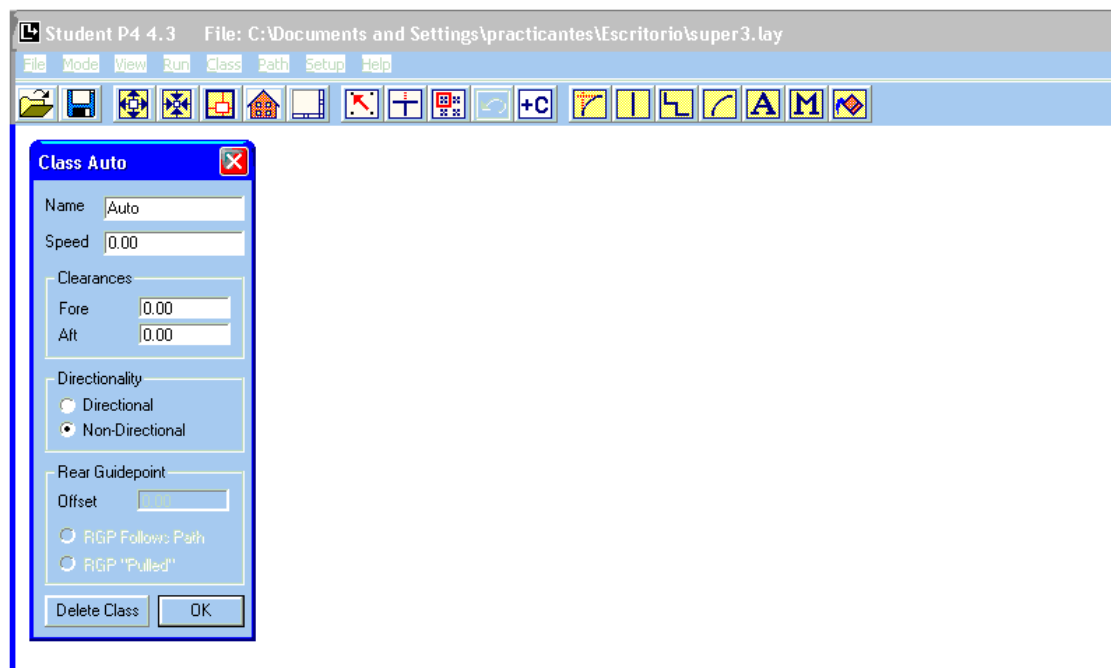 Student P4 4.3 File: C:\Documents and Settings\practicantes\Escritorio\super3.lay
File Mode View Run Class Path Setup Help
+C A M
Class Auto
Name Auto
Speed 0.00
Clearances
Fore 0.00
Aft 0.00
Directionality
Directional
Non-Directional
Rear Guidepoint
Offset 0.00
RGP Follows Path
RGP "Pulled"
Delete Class OK